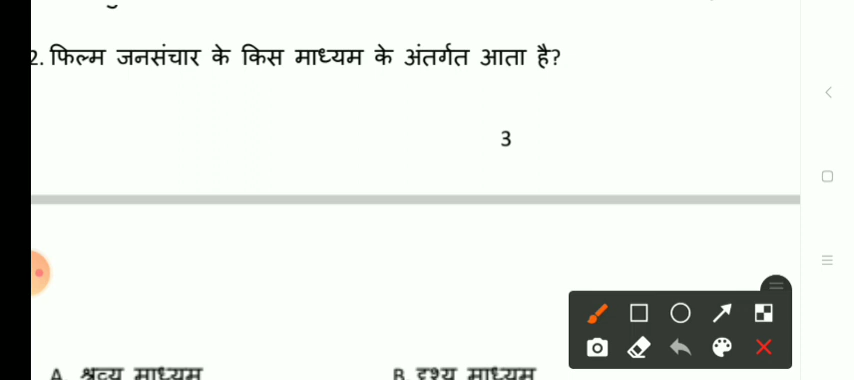 2. फिल्म जनसंचार के किस माध्यम के अंतर्गत आता है?
3
A. श्रव्य माध्यम
B. दृश्य माध्यम